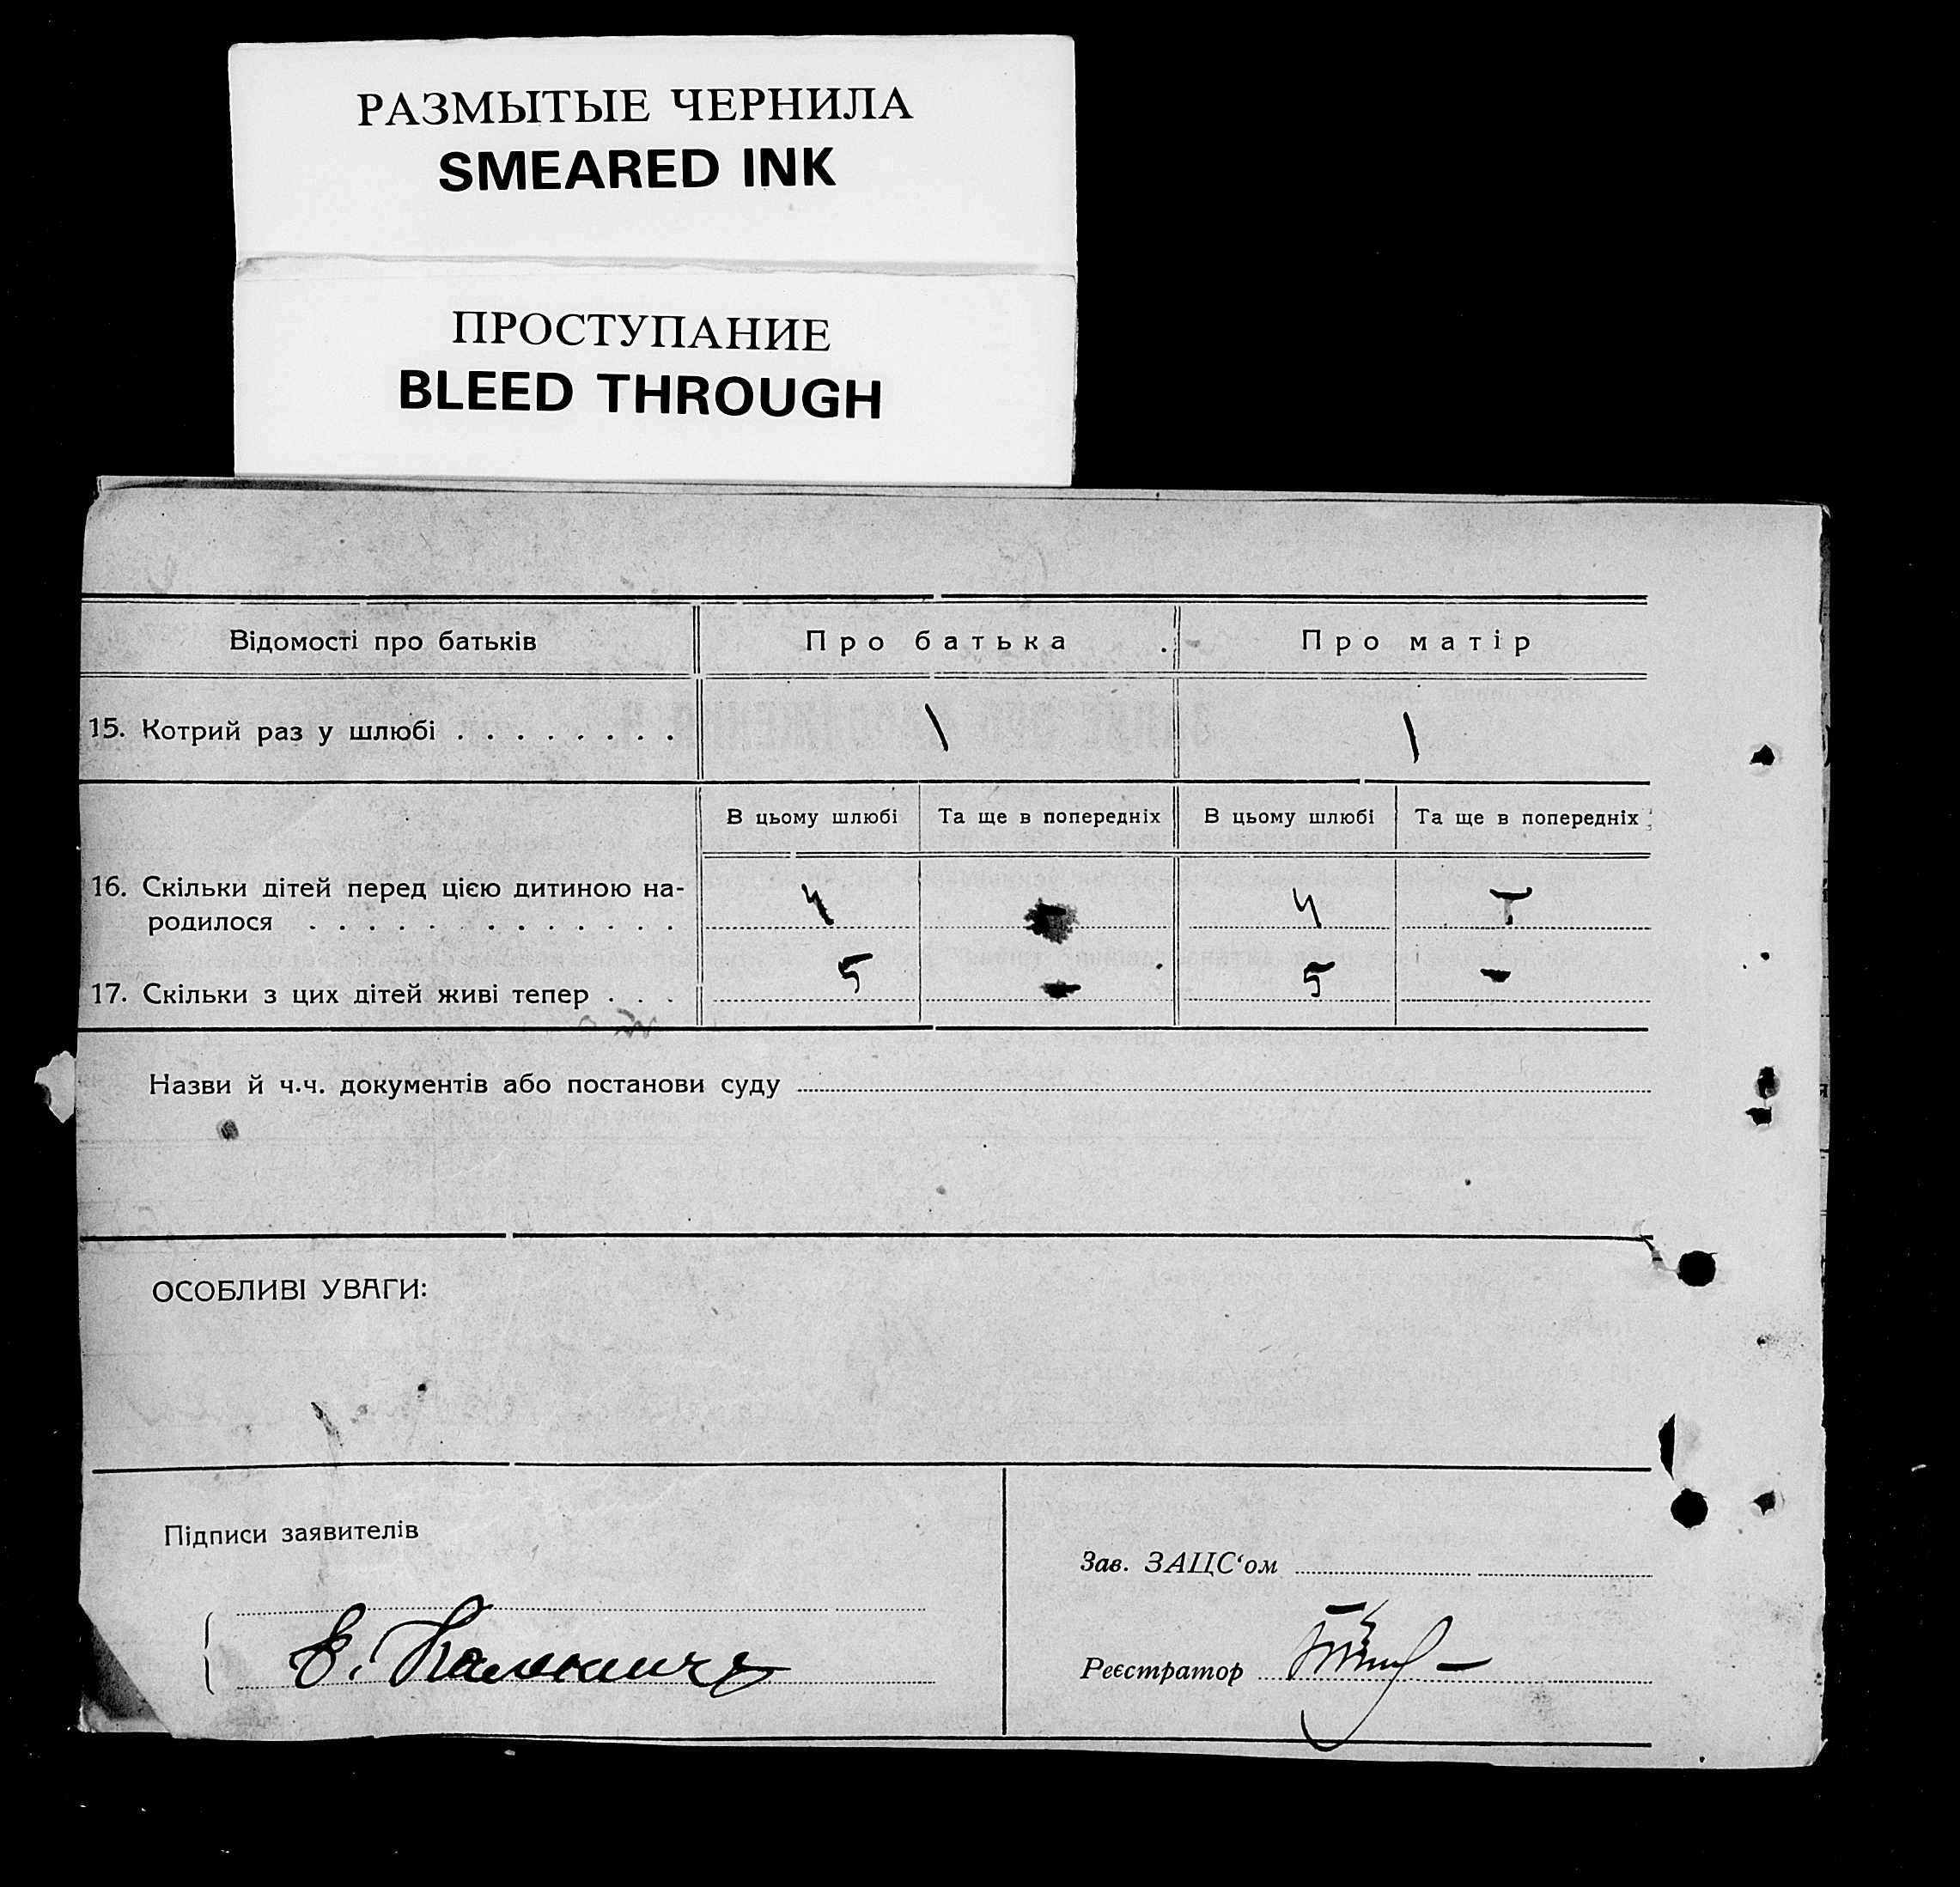 РАЗМЫТЫЕ ЧЕРНИЛА
SMEARED INK
ПРОСТУПАНИЕ
BLEED THROUGH
Відомості про батьків Про батька Про матір
15. Котрий раз у шлюбі . . . . . . . . 1 1
В цьому шлюбі Та ще в попередніх В цьому шлюбі Та ще в попередніх
16. Скільки дітей перед цією дитиною на-
родилося . . . . . . . . . . . . . 4 4
17. Скільки з цих дітей живі тепер . . . 5 - 5 -
Назви й ч.ч. документів або постанови суду
ОСОБЛИВІ УВАГИ:
Підписи заявителів
Зав. ЗАЦС‘ом
Реєстратор